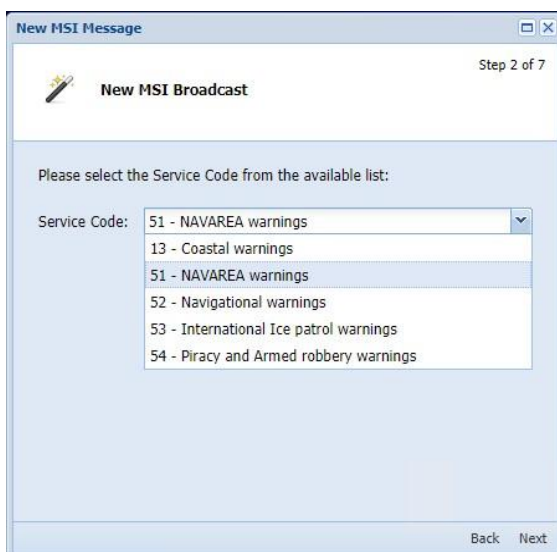 New MSI Message
Step 2 of 7
New MSI Broadcast
Please select the Service Code from the available list:
Service Code: 51 - NAVAREA warnings
13 - Coastal warnings
51 - NAVAREA warnings
52 - Navigational warnings
53 - International Ice patrol warnings
54 - Piracy and Armed robbery warnings
Back Next